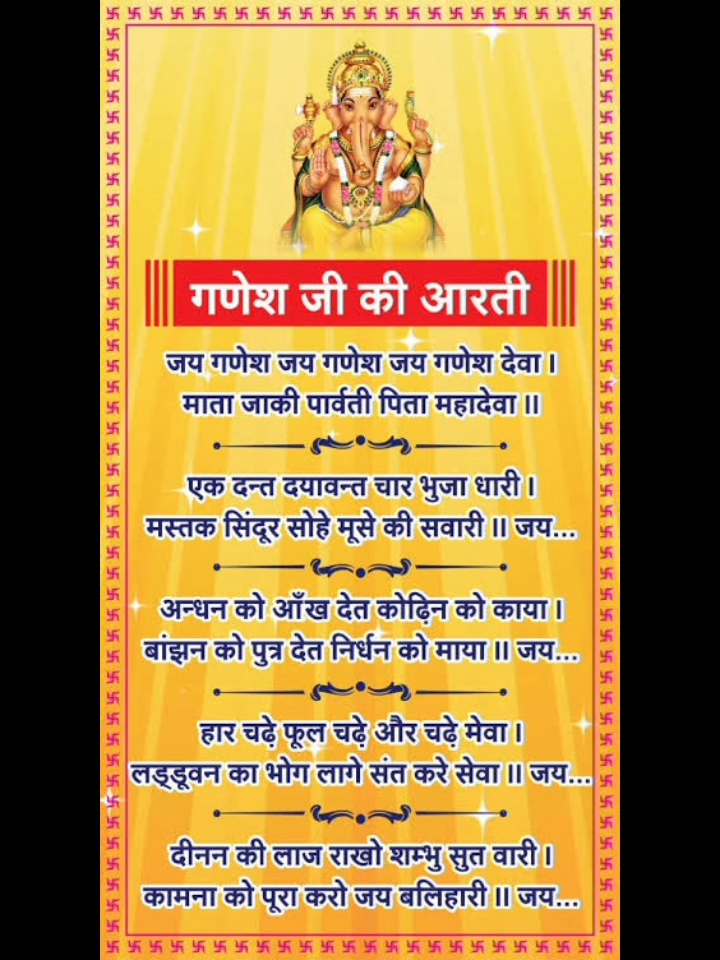 गणेश जी की आरती
जय गणेश जय गणेश जय गणेश देवा ।
माता जाकी पार्वती पिता महादेवा ॥
एक दन्त दयावन्त चार भुजा धारी ।
मस्तक सिंदूर सोहे मूसे की सवारी ॥ जय...
अन्धन को आँख देत कोढ़िन को काया ।
बांझन को पुत्र देत निर्धन को माया ॥ जय...
हार चढ़े फूल चढ़े और चढ़े मेवा ।
लड्डूवन का भोग लागे संत करे सेवा ॥ जय...
दीनन की लाज राखो शम्भु सुत वारी ।
कामना को पूरा करो जय बलिहारी ॥ जय...